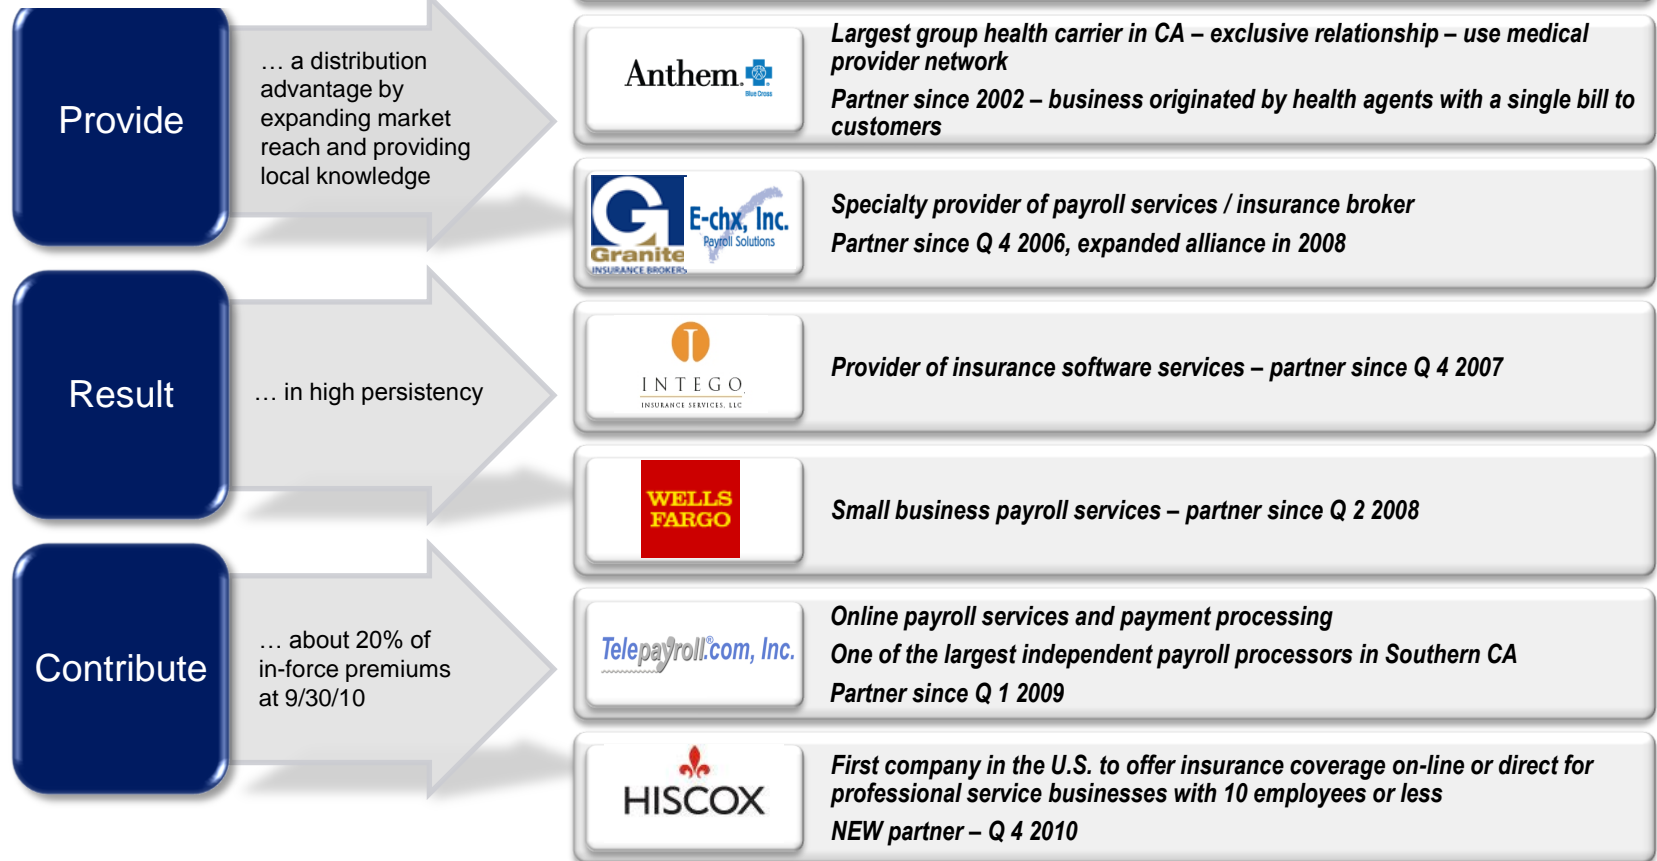 Provide
… a distribution
advantage by
expanding market
reach and providing
local knowledge
Anthem.
Blue Cross
Largest group health carrier in CA – exclusive relationship – use medical
provider network
Partner since 2002 – business originated by health agents with a single bill to
customers
G
Granite
INSURANCE BROKERS
E-chx, Inc.
Payroll Solutions
Specialty provider of payroll services / insurance broker
Partner since Q 4 2006, expanded alliance in 2008
Result
… in high persistency
I
INTEGO
INSURANCE SERVICES, LLC
Provider of insurance software services – partner since Q 4 2007
WELLS
FARGO
Small business payroll services – partner since Q 2 2008
Contribute
… about 20% of
in-force premiums
at 9/30/10
Telepayroll®.com, Inc.
Online payroll services and payment processing
One of the largest independent payroll processors in Southern CA
Partner since Q 1 2009
HISCOX
First company in the U.S. to offer insurance coverage on-line or direct for
professional service businesses with 10 employees or less
NEW partner – Q 4 2010